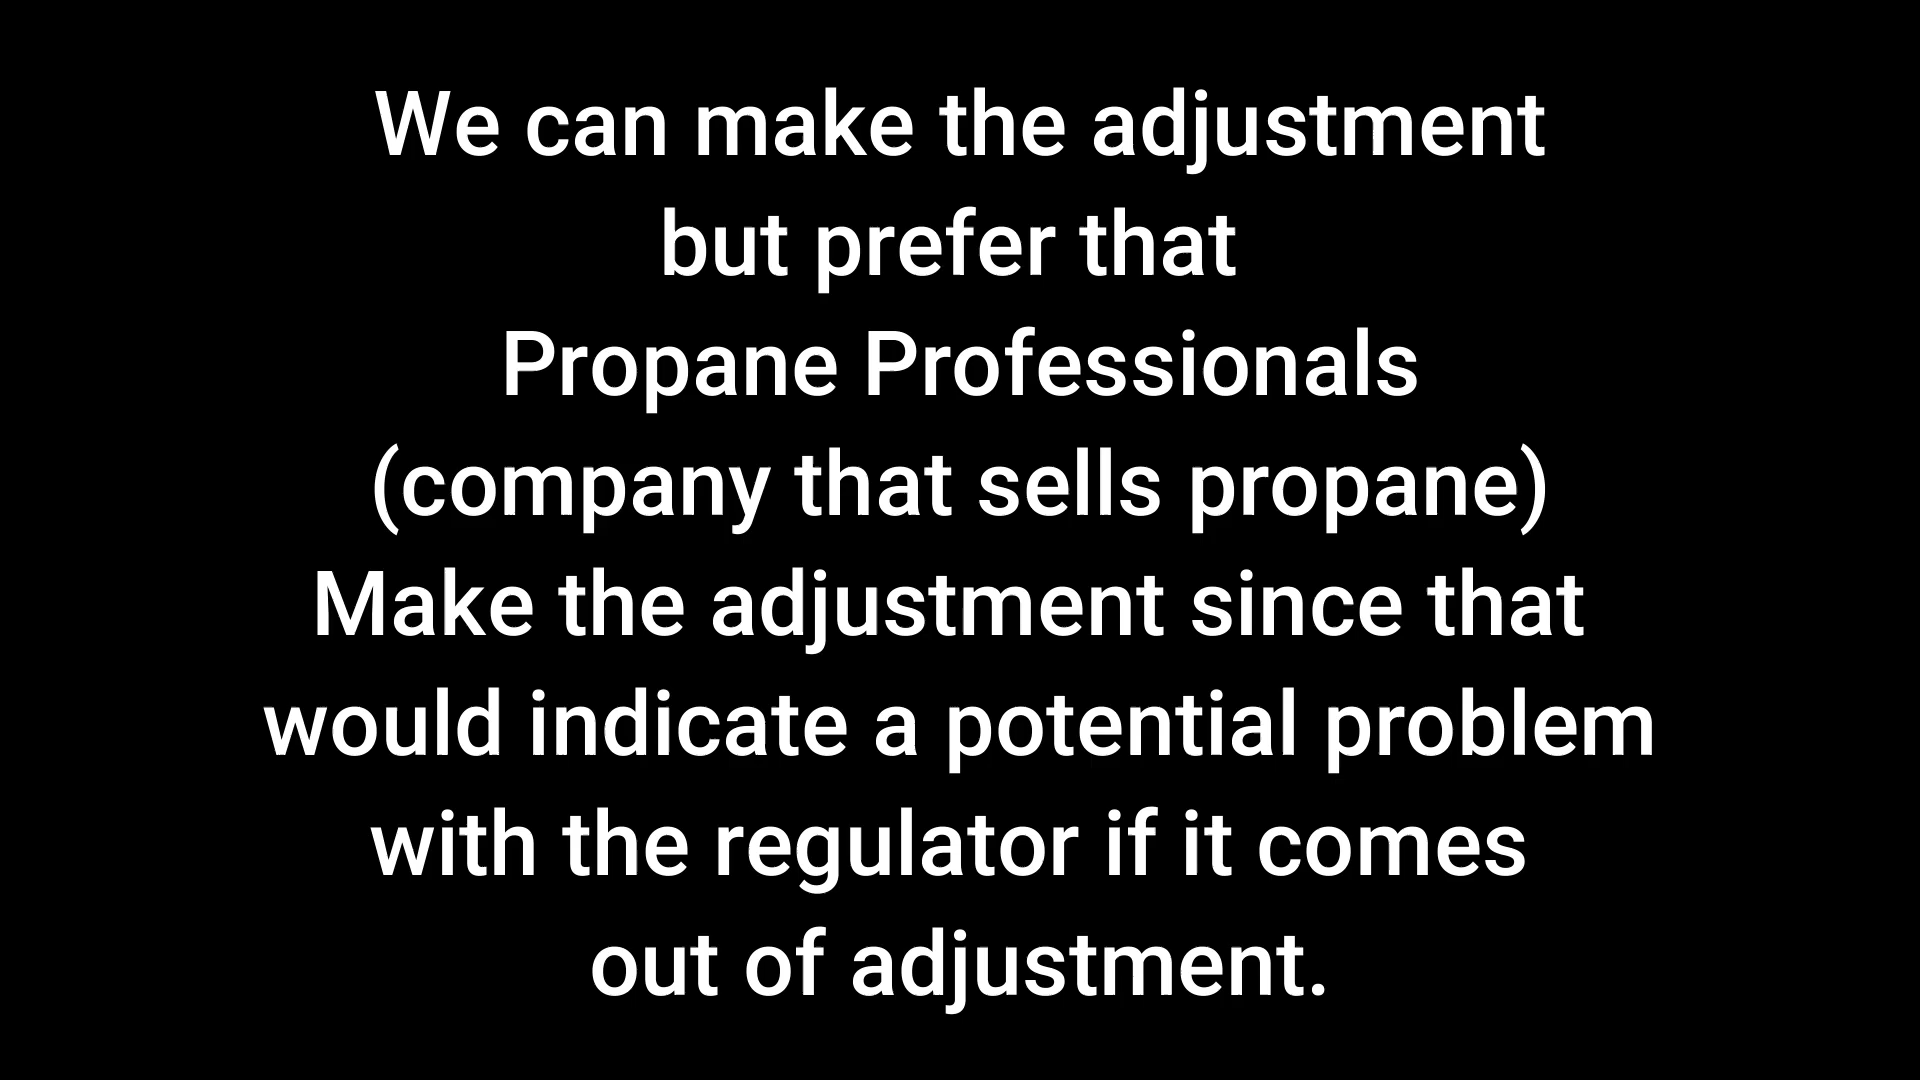 We can make the adjustment
but prefer that
Propane Professionals
(company that sells propane)
Make the adjustment since that
would indicate a potential problem
with the regulator if it comes
out of adjustment.